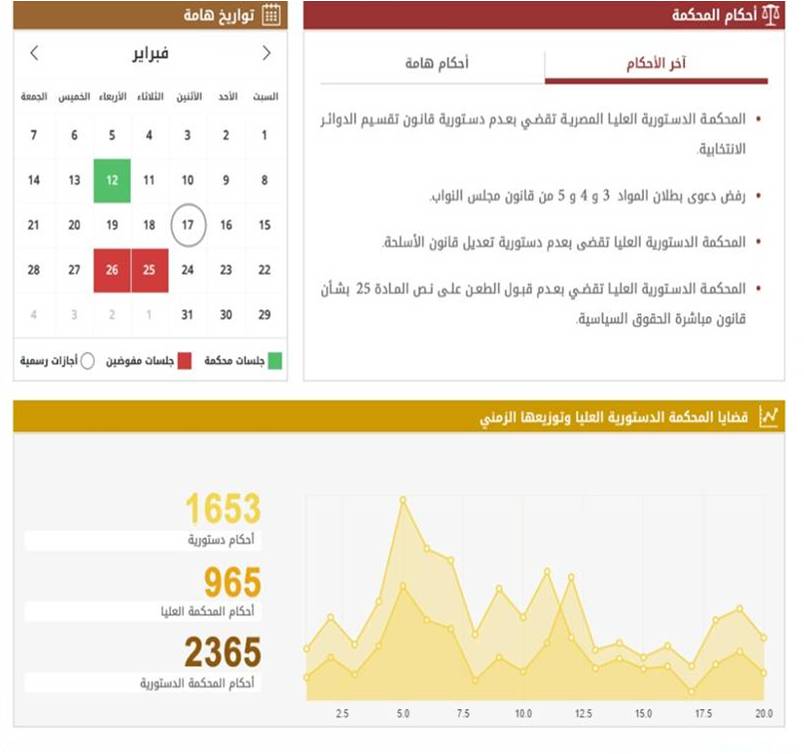 أحكام المحكمة
آخر الأحكام
أحكام هامة
• المحكمة الدستورية العليا المصرية تقضي بعدم دستورية قانون تقسيم الدوائر
الانتخابية.
• رفض دعوى بطلان المواد 3 و 4 و 5 من قانون مجلس النواب.
• المحكمة الدستورية العليا تقضى بعدم دستورية تعديل قانون الأسلحة.
• المحكمة الدستورية العليا تقضي بعدم قبول الطعن على نص المادة 25 بشأن
قانون مباشرة الحقوق السياسية.
تواريخ هامة
فبراير
السبت الأحد الأثنين الثلاثاء الأربعاء الخميس الجمعة
1 2 3 4 5 6 7
8 9 10 11 12 13 14
15 16 17 18 19 20 21
22 23 24 25 26 27 28
29 30 31 1 2 3 4
جلسات محكمة جلسات مفوضين أجازات رسمية
قضايا المحكمة الدستورية العليا وتوزيعها الزمني
1653
أحكام دستورية
965
أحكام المحكمة العليا
2365
أحكام المحكمة الدستورية
2.5 5.0 7.5 10.0 12.5 15.0 17.5 20.0